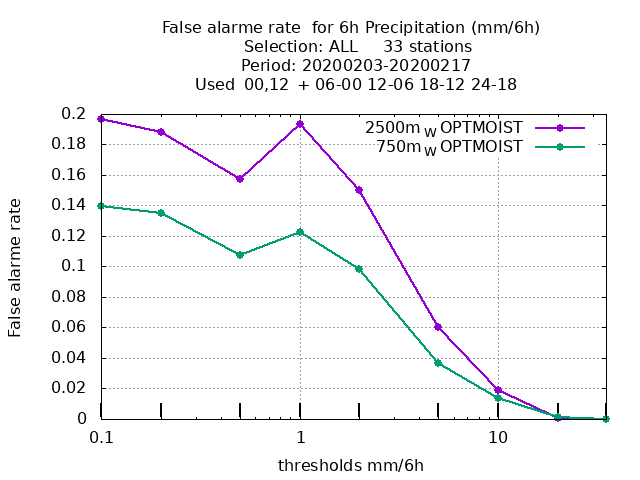 False alarme rate  for 6h Precipitation (mm/6h)
Selection: ALL     33 stations
Period: 20200203-20200217
Used  00,12  + 06-00 12-06 18-12 24-18
2500m_W OPTMOIST
750m_W OPTMOIST
False alarme rate
0.2
0.18
0.16
0.14
0.12
0.1
0.08
0.06
0.04
0.02
0
0.1 1 10
thresholds mm/6h